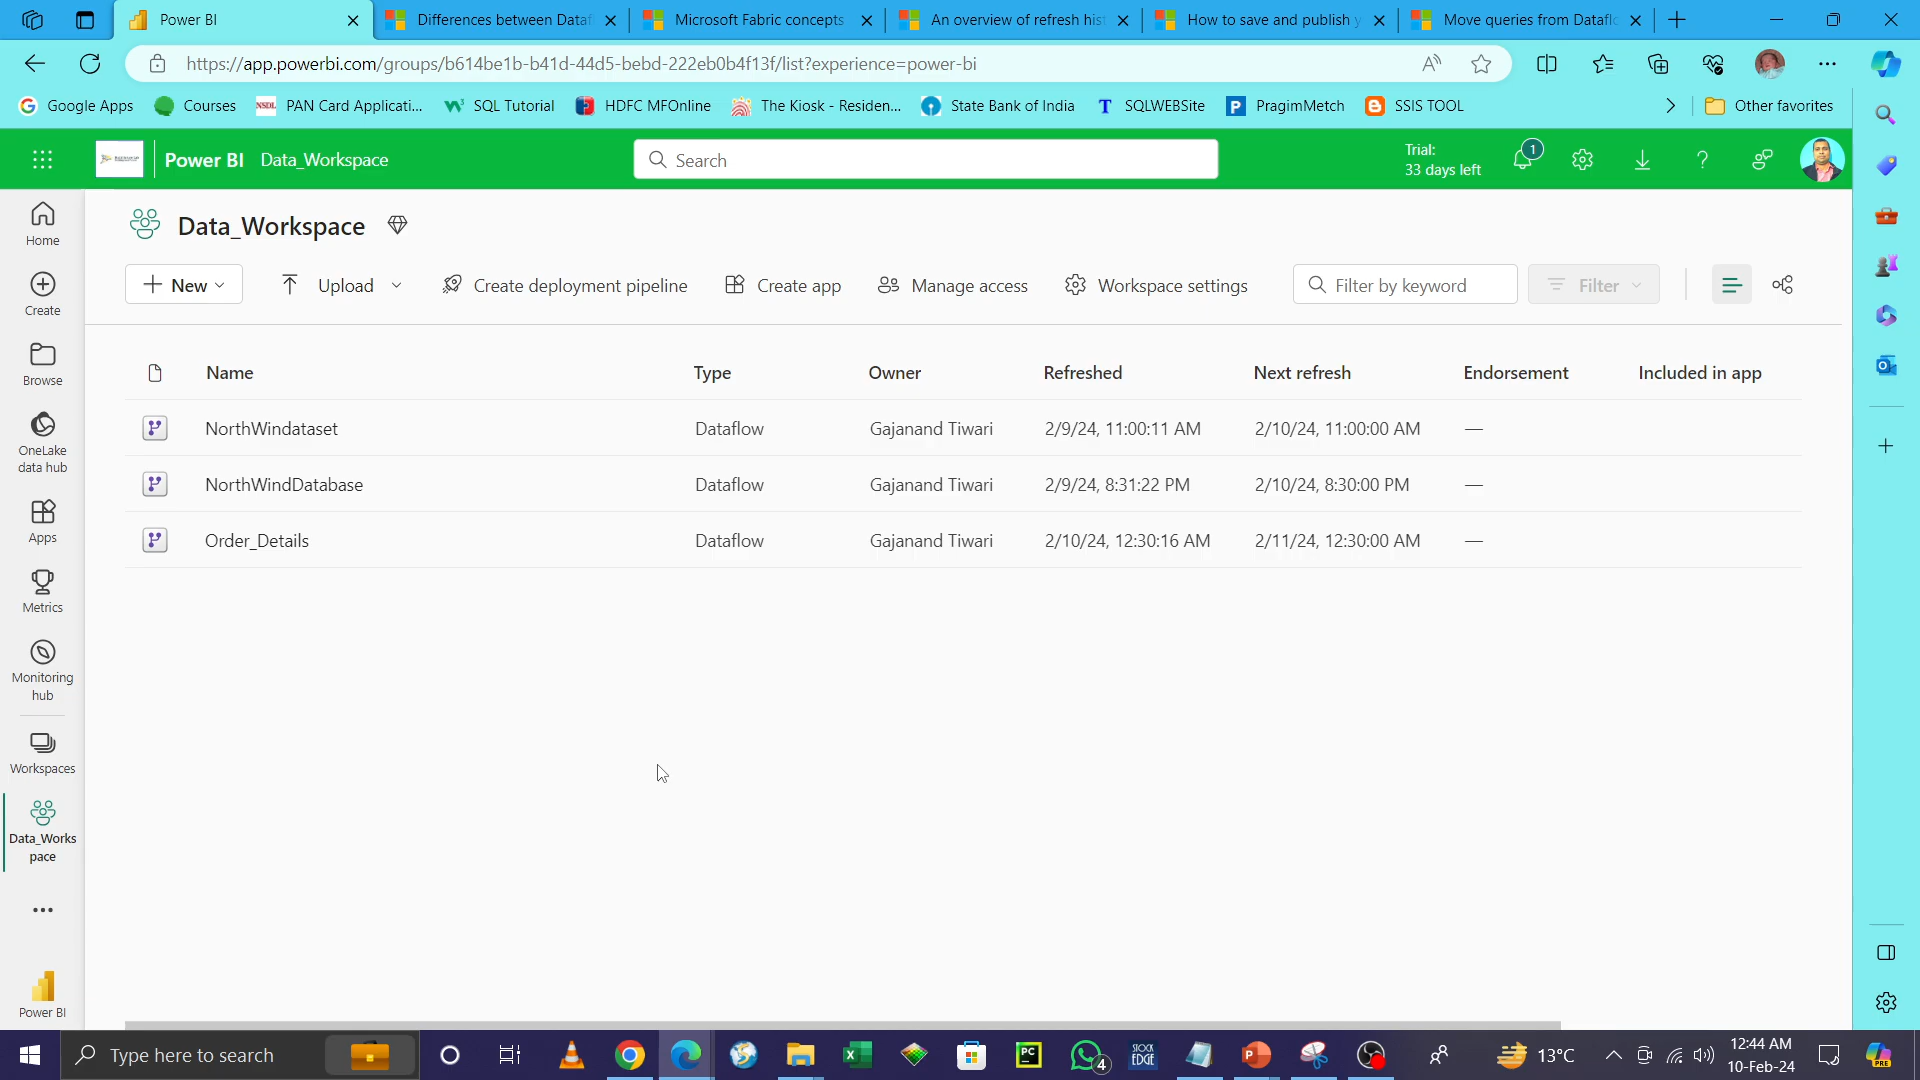 Power BI
Differences between Datafl
Microsoft Fabric concepts
An overview of refresh his
How to save and publish y
Move queries from Dataflo
https://app.powerbi.com/groups/b614be1b-b41d-44d5-bebd-222eb0b4f13f/list?experience=power-bi
Google Apps
Courses
PAN Card Applicati...
SQL Tutorial
HDFC MFOnline
The Kiosk - Residen...
State Bank of India
SQLWEBSite
PragimMetch
SSIS TOOL
Other favorites
Power BI Data_Workspace
Search
Trial:
33 days left
1
Home
Create
Browse
OneLake
data hub
Apps
Metrics
Monitoring
hub
Workspaces
Data_Works
pace
Power BI
Data_Workspace
New
Upload
Create deployment pipeline
Create app
Manage access
Workspace settings
Filter by keyword
Filter
Name Type Owner Refreshed Next refresh Endorsement Included in app
NorthWindataset Dataflow Gajanand Tiwari 2/9/24, 11:00:11 AM 2/10/24, 11:00:00 AM —
NorthWindDatabase Dataflow Gajanand Tiwari 2/9/24, 8:31:22 PM 2/10/24, 8:30:00 PM —
Order_Details Dataflow Gajanand Tiwari 2/10/24, 12:30:16 AM 2/11/24, 12:30:00 AM —
Type here to search
PC
4
STOCK
EDGE
13°C
12:44 AM
10-Feb-24
PRE